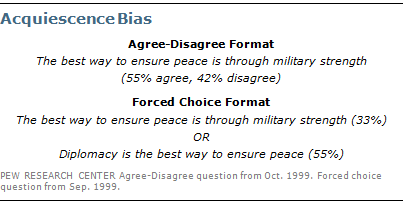 Acquiescence Bias
Agree-Disagree Format
The best way to ensure peace is through military strength
(55% agree, 42% disagree)
Forced Choice Format
The best way to ensure peace is through military strength (33%)
OR
Diplomacy is the best way to ensure peace (55%)
PEW RESEARCH CENTER Agree-Disagree question from Oct. 1999. Forced choice
question from Sep. 1999.